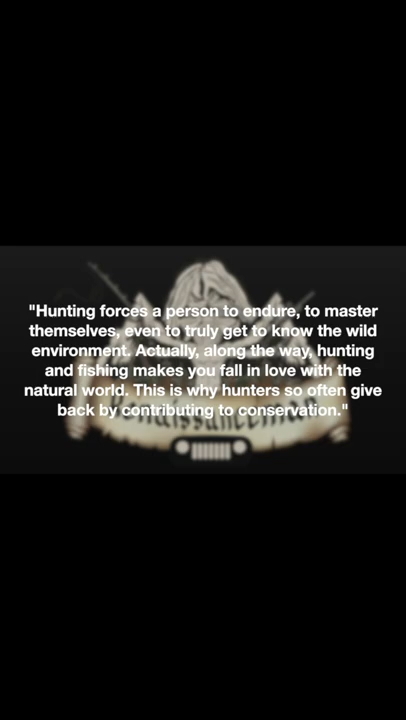 "Hunting forces a person to endure, to master
themselves, even to truly get to know the wild
environment. Actually, along the way, hunting
and fishing makes you fall in love with the
natural world. This is why hunters so often give
back by contributing to conservation."